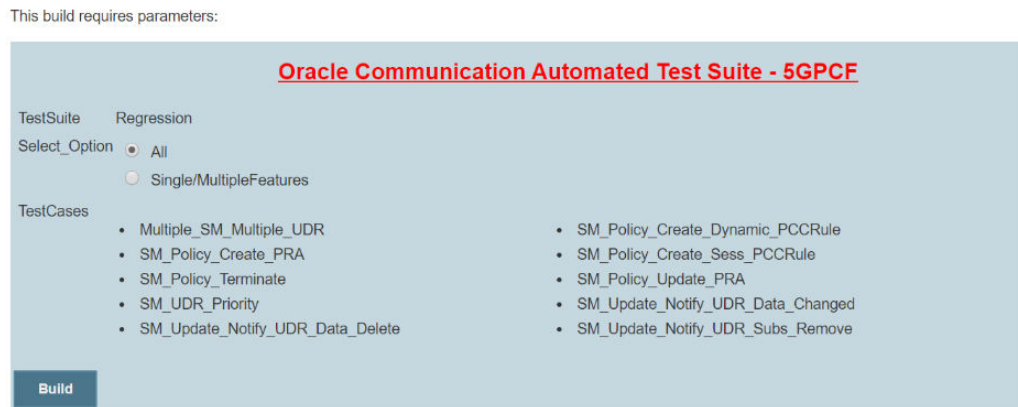 This build requires parameters:
Oracle Communication Automated Test Suite - 5GPCF
TestSuite Regression
Select_Option All
Single/MultipleFeatures
TestCases
• Multiple_SM_Multiple_UDR • SM_Policy_Create_Dynamic_PCCRule
• SM_Policy_Create_PRA • SM_Policy_Create_Sess_PCCRule
• SM_Policy_Terminate • SM_Policy_Update_PRA
• SM_UDR_Priority • SM_Update_Notify_UDR_Data_Changed
• SM_Update_Notify_UDR_Data_Delete • SM_Update_Notify_UDR_Subs_Remove
Build